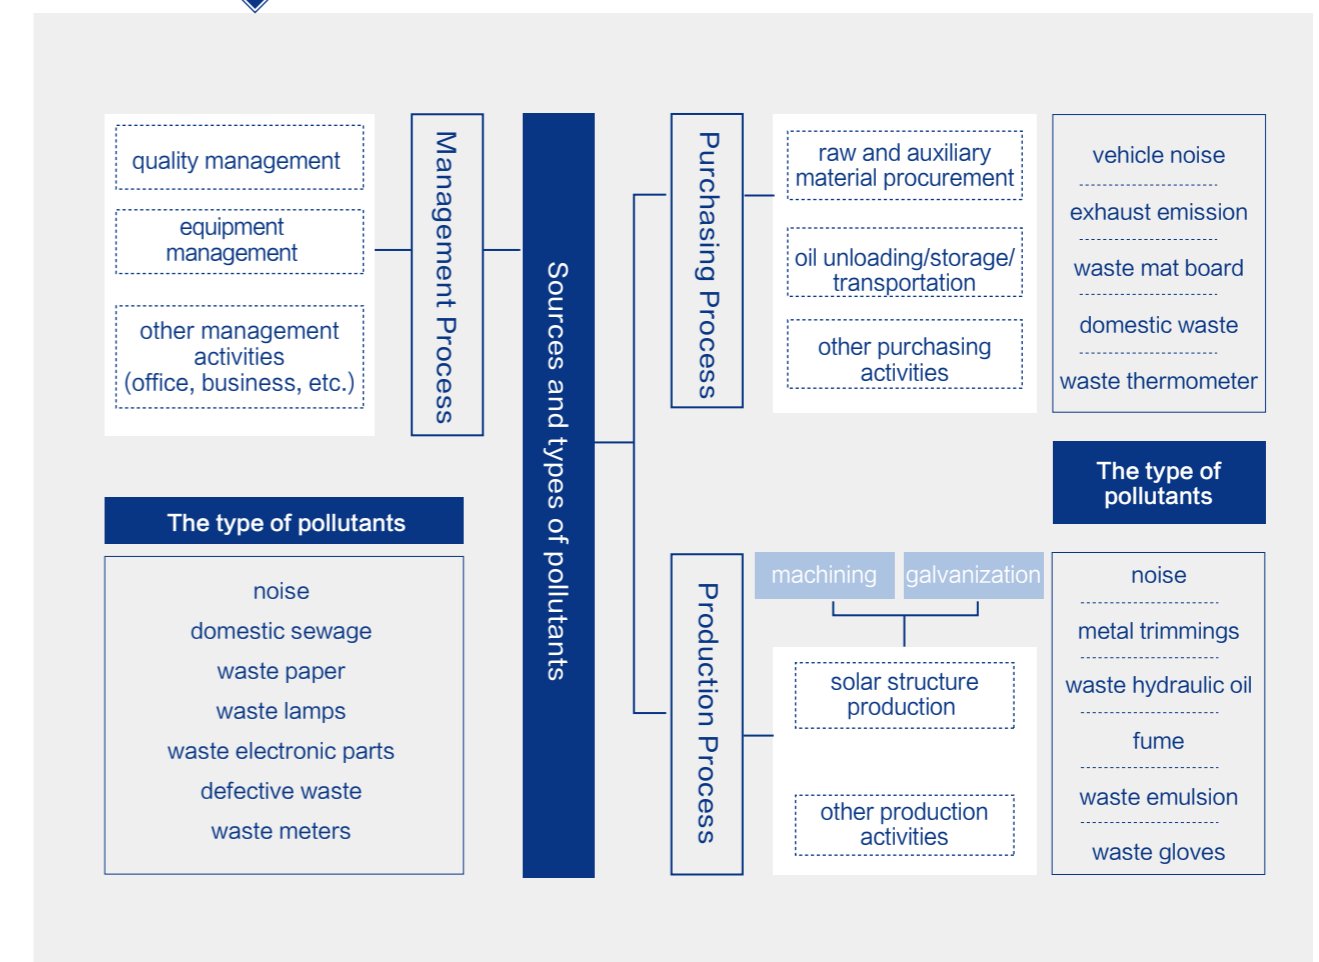 quality management
equipment
management
other management
activities
(office, business, etc.)
Management Process
The type of pollutants
noise
domestic sewage
waste paper
waste lamps
waste electronic parts
defective waste
waste meters
Sources and types of pollutants
Purchasing Process
raw and auxiliary
material procurement
oil unloading/storage/
transportation
other purchasing
activities
vehicle noise
exhaust emission
waste mat board
domestic waste
waste thermometer
The type of
pollutants
Production Process
machining
galvanization
solar structure
production
other production
activities
noise
metal trimmings
waste hydraulic oil
fume
waste emulsion
waste gloves